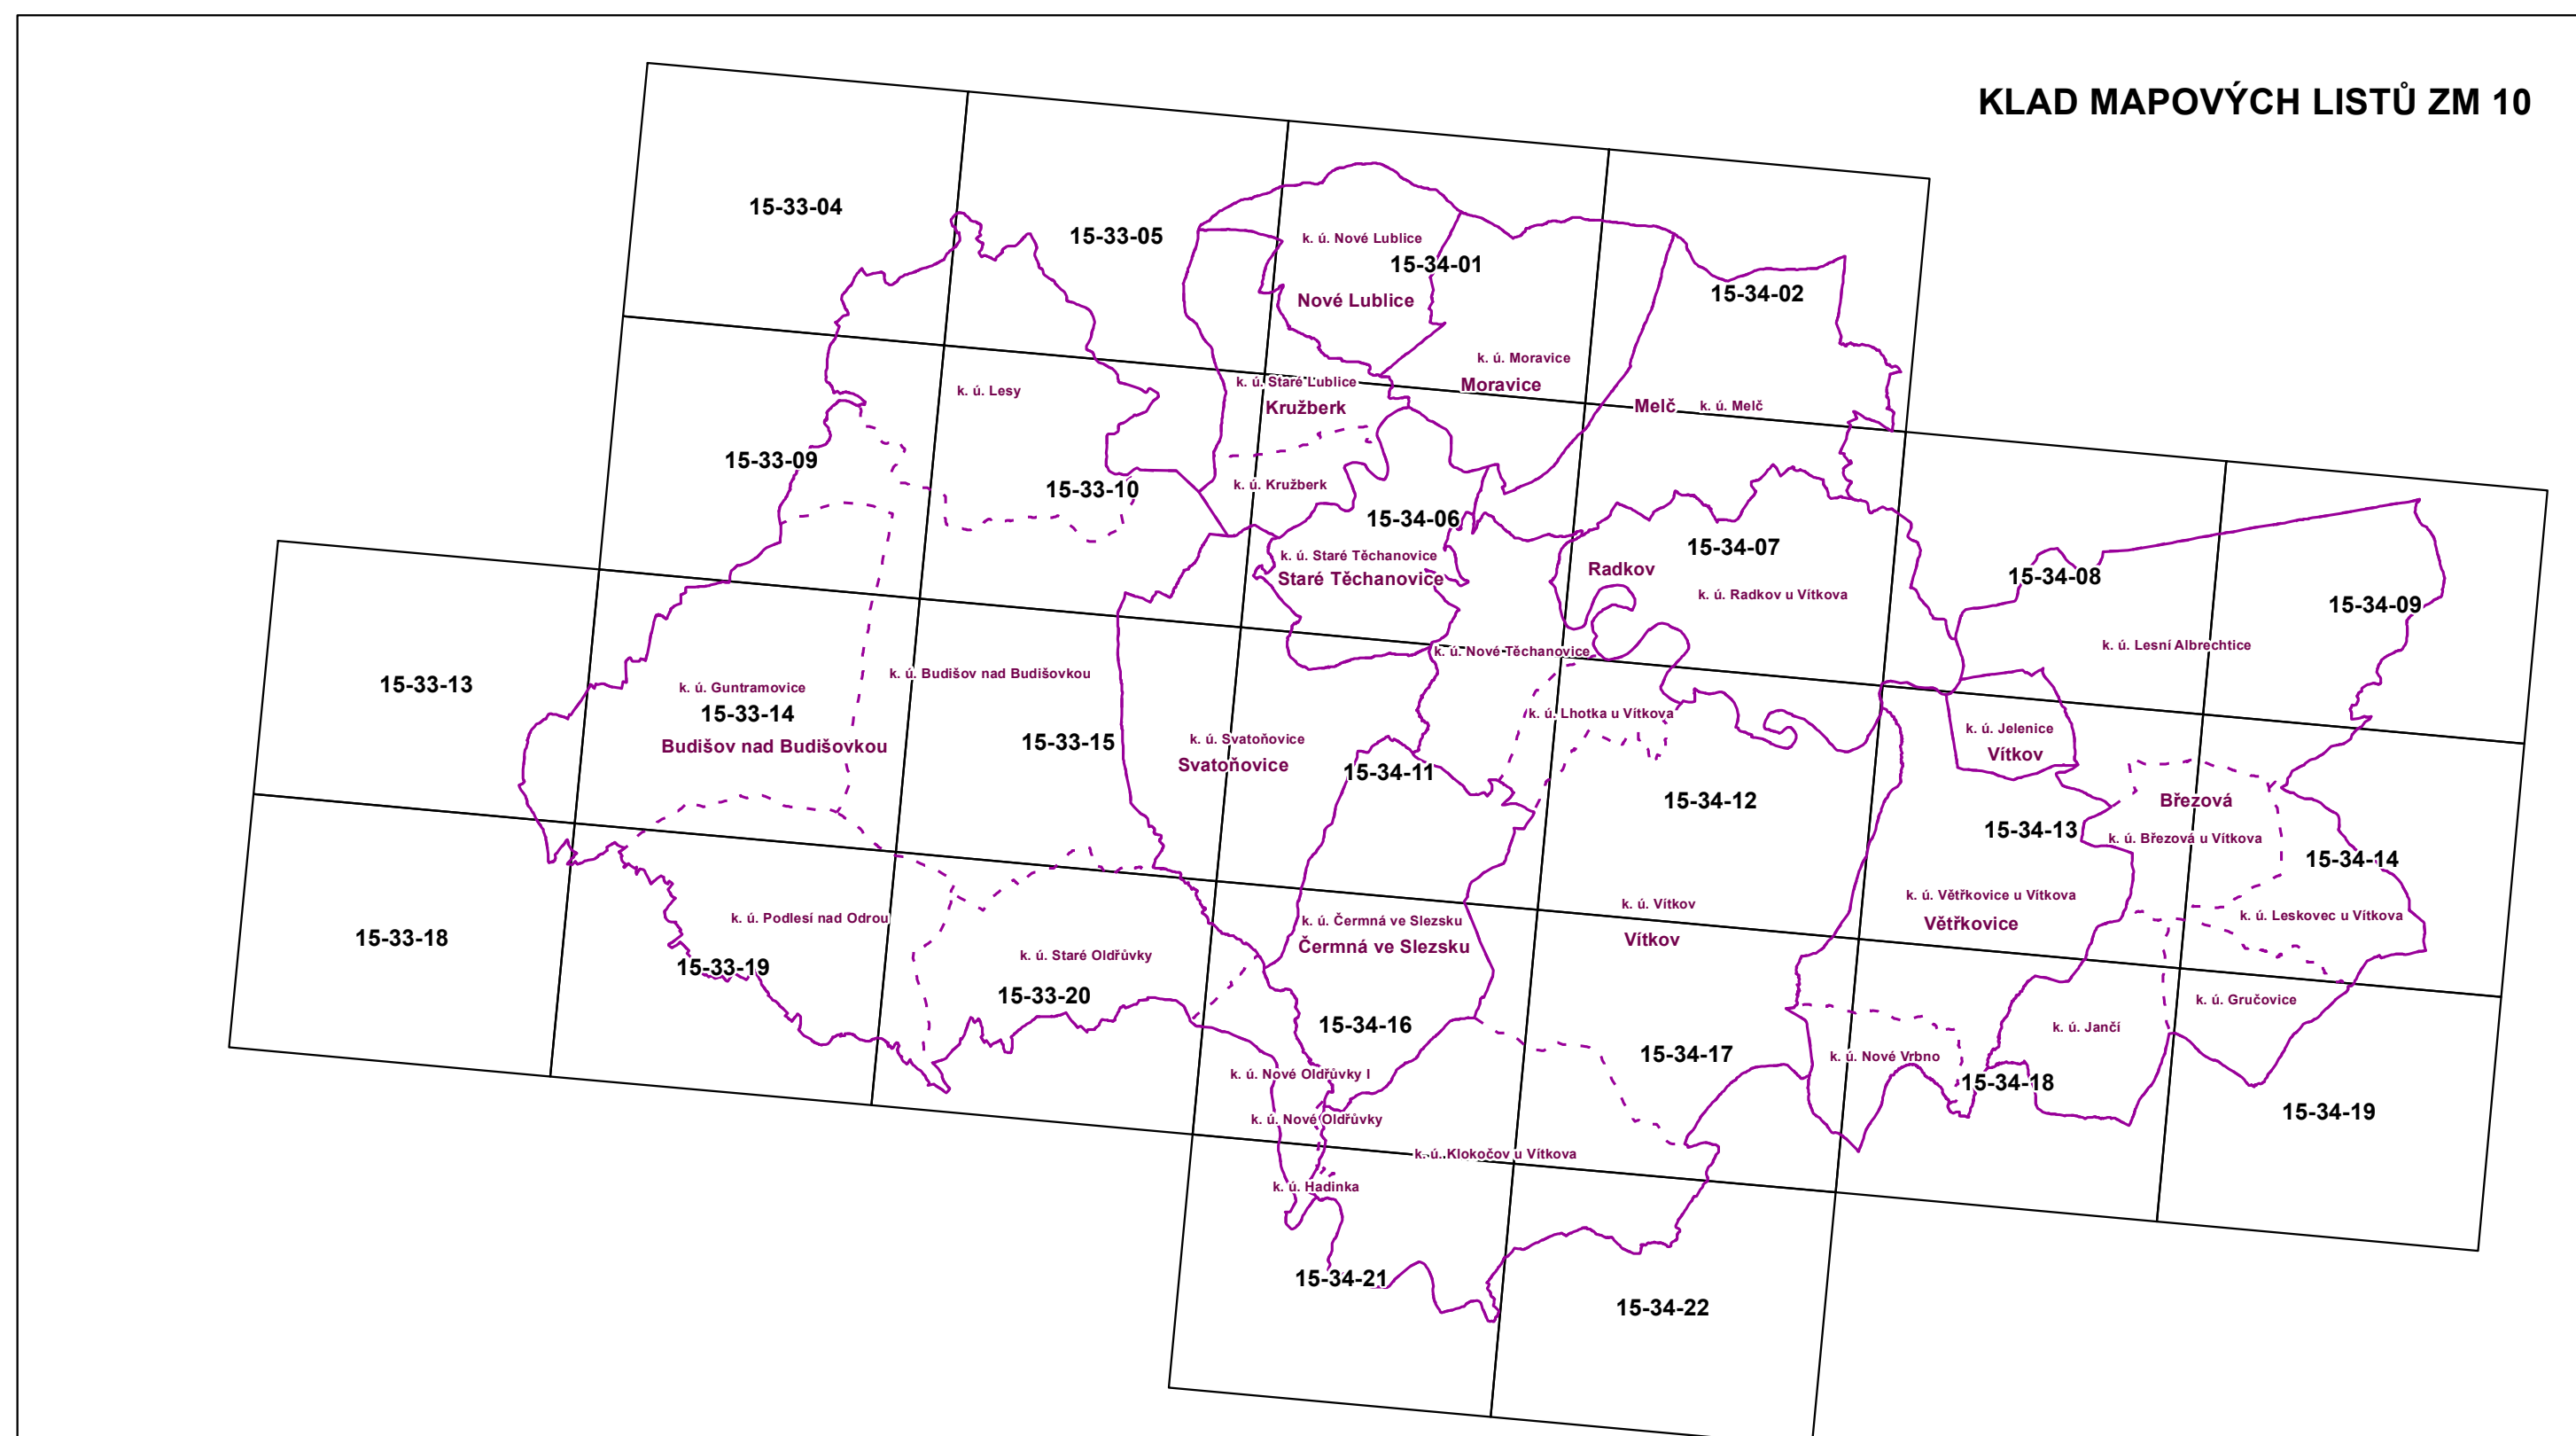 KLAD MAPOVÝCH LISTŮ ZM 10
15-33-04
15-33-05
k. ú. Nové Lublice
15-34-01
15-34-02
Nové Lublice
k. ú. Moravice
Moravice
k. ú. Staré Lublice
k. ú. Lesy
Kružberk
Melč
k. ú. Melč
15-33-09
15-33-10
k. ú. Kružberk
15-34-06
15-34-07
k. ú. Staré Těchanovice
Staré Těchanovice
Radkov
k. ú. Radkov u Vítkova
15-34-08
15-34-09
k. ú. Lesní Albrechtice
k. ú. Nové Těchanovice
15-33-13
k. ú. Guntramovice
15-33-14
Budišov nad Budišovkou
k. ú. Budišov nad Budišovkou
15-33-15
k. ú. Svatoňovice
Svatoňovice
k. ú. Lhotka u Vítkova
15-34-11
15-34-12
k. ú. Jelenice
Vítkov
Březová
15-34-13
k. ú. Březová u Vítkova
15-34-14
k. ú. Větřkovice u Vítkova
Větřkovice
k. ú. Leskovec u Vítkova
15-33-18
k. ú. Podlesí nad Odrou
15-33-19
k. ú. Staré Oldřůvky
15-33-20
k. ú. Čermná ve Slezsku
Čermná ve Slezsku
k. ú. Vítkov
Vítkov
15-34-16
15-34-17
k. ú. Gručovice
k. ú. Jančí
k. ú. Nové Vrbno
15-34-18
15-34-19
k. ú. Nové Oldřůvky I
k. ú. Nové Oldřůvky
k. ú. Klokočov u Vítkova
k. ú. Hadinka
15-34-21
15-34-22